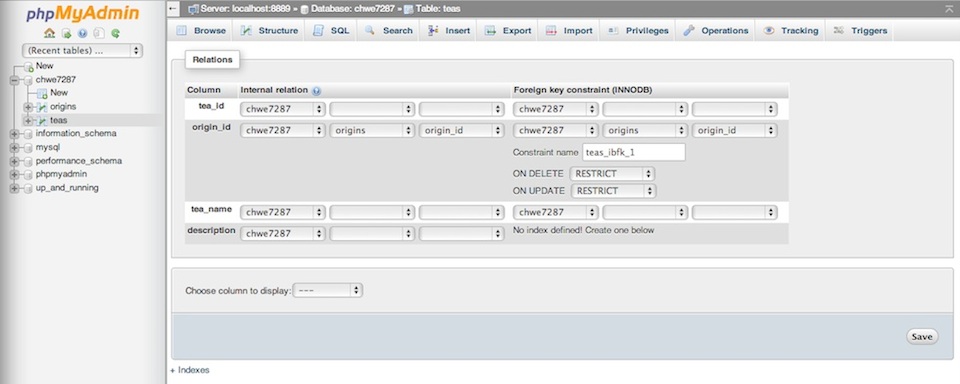 phpMyAdmin
(Recent tables) ...
New
chwe7287
New
origins
teas
information_schema
mysql
performance_schema
phpmyadmin
up_and_running
Server: localhost:8889 » Database: chwe7287 » Table: teas
Browse Structure SQL Search Insert Export Import Privileges Operations Tracking Triggers
Relations
Column Internal relation Foreign key constraint (INNODB)
tea_id chwe7287 chwe7287
origin_id chwe7287 origins origin_id chwe7287 origins origin_id
Constraint name teas_ibfk_1
ON DELETE RESTRICT
ON UPDATE RESTRICT
tea_name chwe7287 chwe7287
description chwe7287 No index defined! Create one below
Choose column to display: ---
Save
+ Indexes